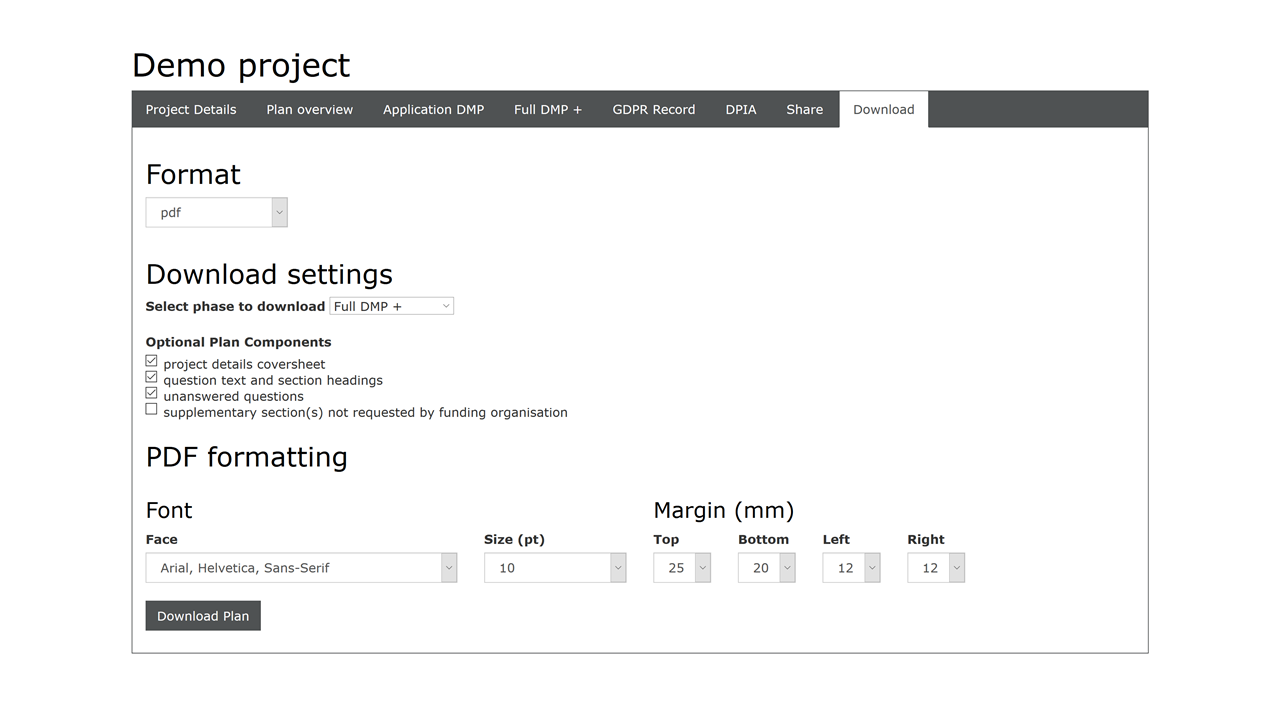 Demo project
Project Details Plan overview Application DMP Full DMP + GDPR Record DPIA Share Download
Format
pdf
Download settings
Select phase to download Full DMP +
Optional Plan Components
project details coversheet
question text and section headings
unanswered questions
supplementary section(s) not requested by funding organisation
PDF formatting
Font Margin (mm)
Face Size (pt) Top Bottom Left Right
Arial, Helvetica, Sans-Serif 10 25 20 12 12
Download Plan